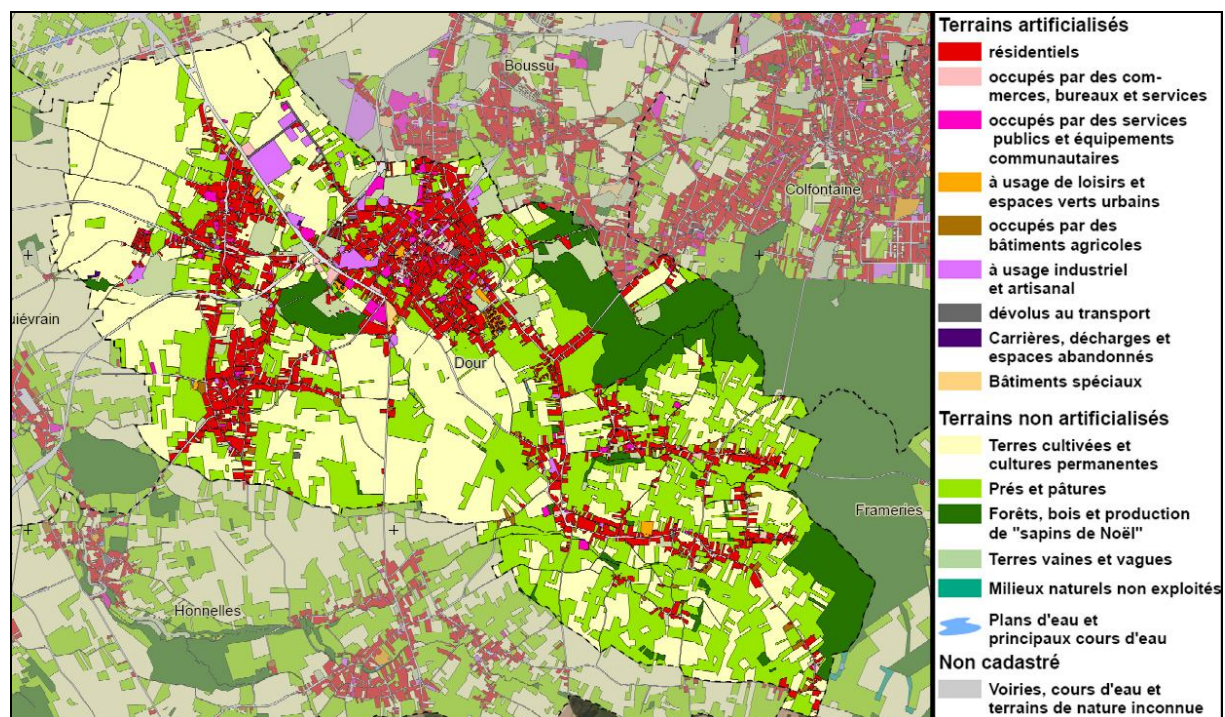 Boussu
Colfontaine
Dour
Frameries
Honnelles
Terrains artificialisés
résidentiels
occupés par des com-
merces, bureaux et services
occupés par des services
publics et équipements
communautaires
à usage de loisirs et
espaces verts urbains
occupés par des
bâtiments agricoles
à usage industriel
et artisanal
dévolus au transport
Carrières, décharges et
espaces abandonnés
Bâtiments spéciaux
Terrains non artificialisés
Terres cultivées et
cultures permanentes
Prés et pâtures
Forêts, bois et production
de "sapins de Noël"
Terres vaines et vagues
Milieux naturels non exploités
Plans d'eau et
principaux cours d'eau
Non cadastré
Voiries, cours d'eau et
terrains de nature inconnue